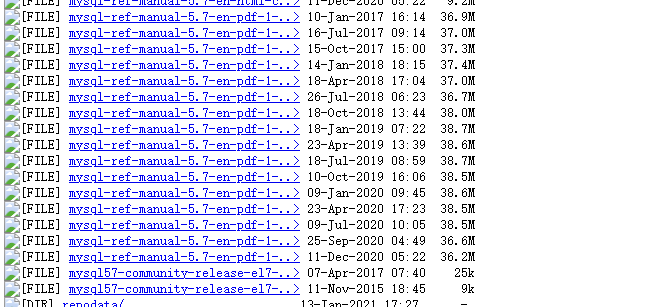 [FILE] mysql-ref-manual-5.7-en-html-c..> 11-Dec-2020 05:22 9.2M
[FILE] mysql-ref-manual-5.7-en-pdf-1-..> 10-Jan-2017 16:14 36.9M
[FILE] mysql-ref-manual-5.7-en-pdf-1-..> 16-Jul-2017 09:14 37.0M
[FILE] mysql-ref-manual-5.7-en-pdf-1-..> 15-Oct-2017 15:00 37.3M
[FILE] mysql-ref-manual-5.7-en-pdf-1-..> 14-Jan-2018 18:15 37.4M
[FILE] mysql-ref-manual-5.7-en-pdf-1-..> 18-Apr-2018 17:04 37.0M
[FILE] mysql-ref-manual-5.7-en-pdf-1-..> 26-Jul-2018 06:23 36.7M
[FILE] mysql-ref-manual-5.7-en-pdf-1-..> 18-Oct-2018 13:44 38.0M
[FILE] mysql-ref-manual-5.7-en-pdf-1-..> 18-Jan-2019 07:22 38.7M
[FILE] mysql-ref-manual-5.7-en-pdf-1-..> 23-Apr-2019 13:39 38.6M
[FILE] mysql-ref-manual-5.7-en-pdf-1-..> 18-Jul-2019 08:59 38.7M
[FILE] mysql-ref-manual-5.7-en-pdf-1-..> 10-Oct-2019 16:06 38.5M
[FILE] mysql-ref-manual-5.7-en-pdf-1-..> 09-Jan-2020 09:45 38.6M
[FILE] mysql-ref-manual-5.7-en-pdf-1-..> 23-Apr-2020 17:23 38.5M
[FILE] mysql-ref-manual-5.7-en-pdf-1-..> 09-Jul-2020 10:05 38.5M
[FILE] mysql-ref-manual-5.7-en-pdf-1-..> 25-Sep-2020 04:49 36.6M
[FILE] mysql-ref-manual-5.7-en-pdf-1-..> 11-Dec-2020 05:22 36.2M
[FILE] mysql57-community-release-el7-..> 07-Apr-2017 07:40 25k
[FILE] mysql57-community-release-el7-..> 11-Nov-2015 18:45 9k
[DIR] repodata/ 13-Jan-2021 17:27 -